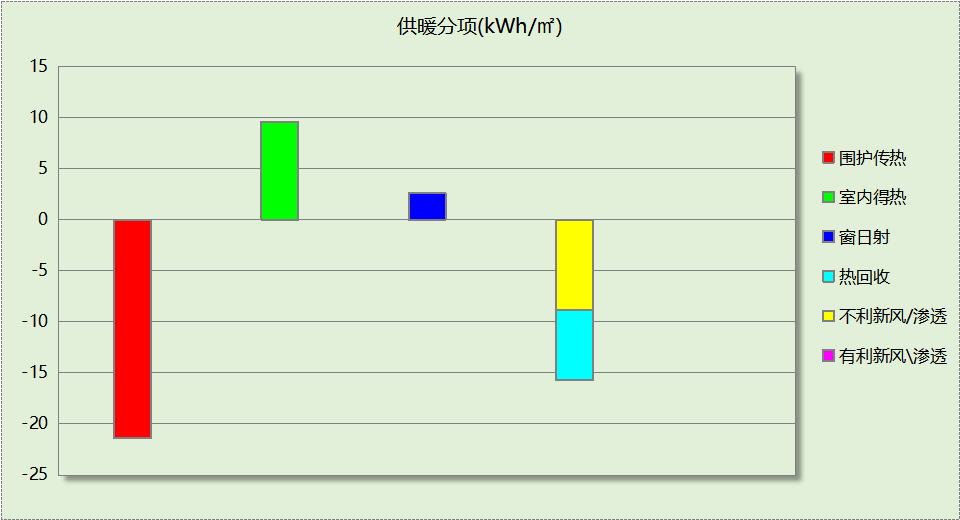 供暖分项(kWh/㎡)
15
10
5
0
-5
-10
-15
-20
-25
围护传热
室内得热
窗日射
热回收
不利新风/渗透
有利新风\渗透